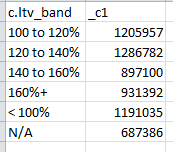 c.ltv_band _c1
100 to 120% 1205957
120 to 140% 1286782
140 to 160% 897100
160%+ 931392
< 100% 1191035
N/A 687386